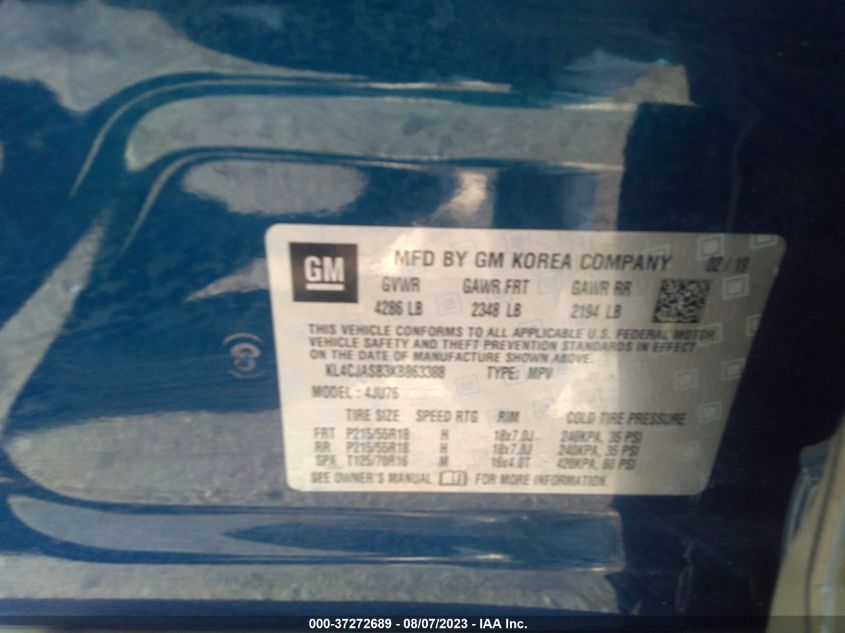 GM
MFD BY GM KOREA COMPANY 02 / 19
GVWR GAWR FRT GAWR RR
4286 LB 2348 LB 2194 LB
THIS VEHICLE CONFORMS TO ALL APPLICABLE U.S. FEDERAL MOTOR
VEHICLE SAFETY AND THEFT PREVENTION STANDARDS IN EFFECT
ON THE DATE OF MANUFACTURE SHOWN ABOVE.
KL4CJASB3KB863388 TYPE: MPV
MODEL : 4JU76
TIRE SIZE SPEED RTG RIM COLD TIRE PRESSURE
FRT P215/55R18 H 18x7.0J 240KPA, 35 PSI
RR P215/55R18 H 18x7.0J 240KPA, 35 PSI
SPA T125/70R16 M 16x4.0T 420KPA, 60 PSI
SEE OWNER'S MANUAL FOR MORE INFORMATION.
000-37272689 - 08/07/2023 - IAA Inc.